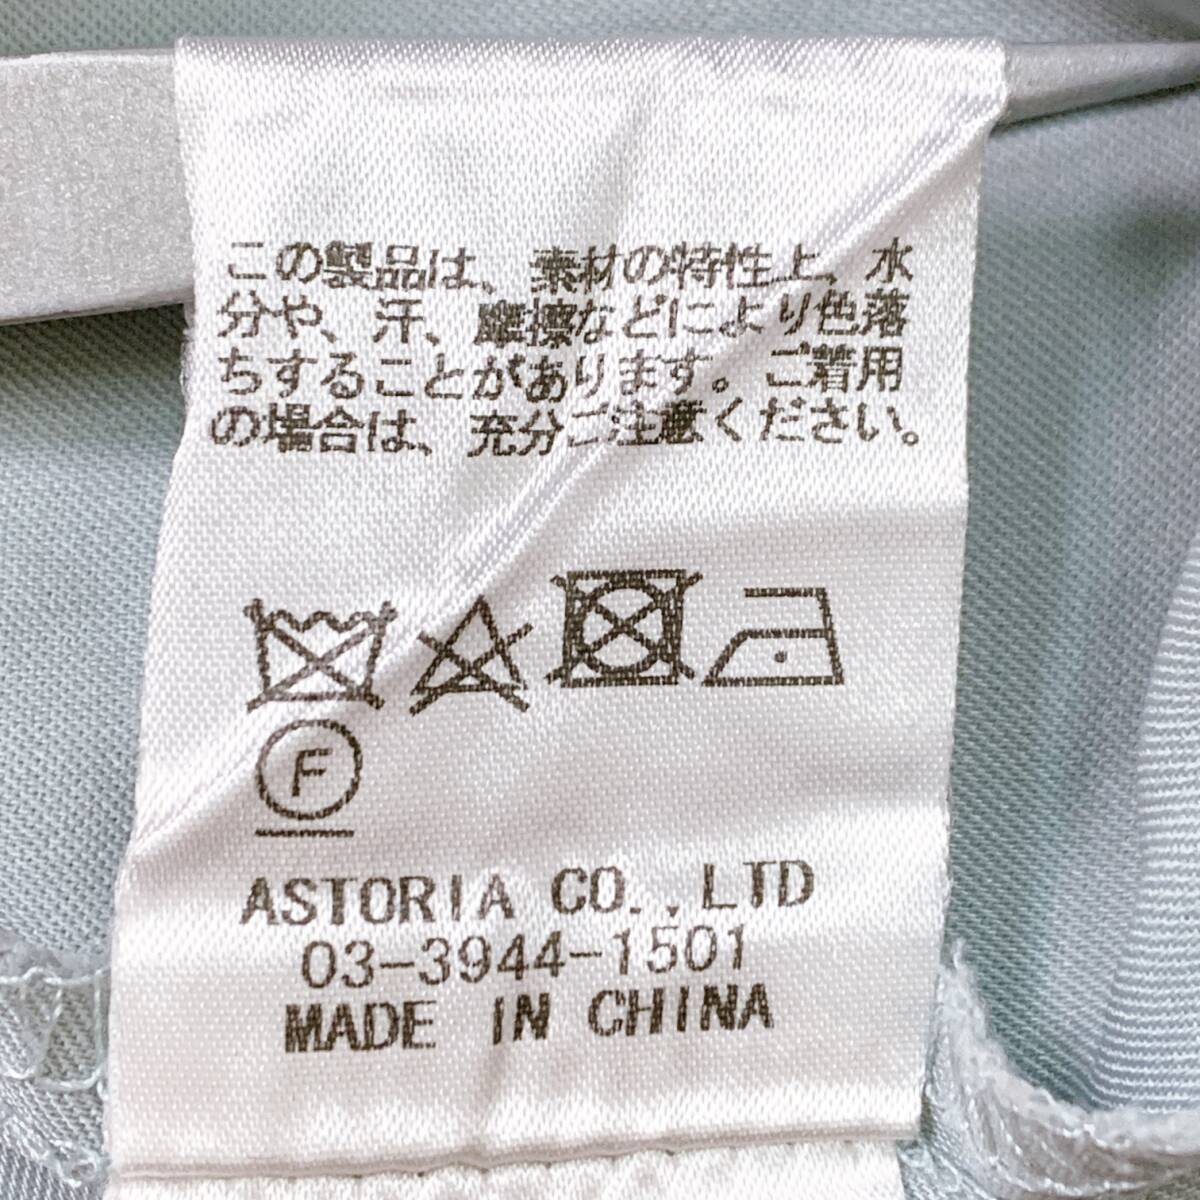 この製品は、素材の特性上、水
分や、汗、摩擦などにより色落
ちすることがあります。ご着用
の場合は、充分ご注意ください。
F
ASTORIA CO.,LTD
03-3944-1501
MADE IN CHINA